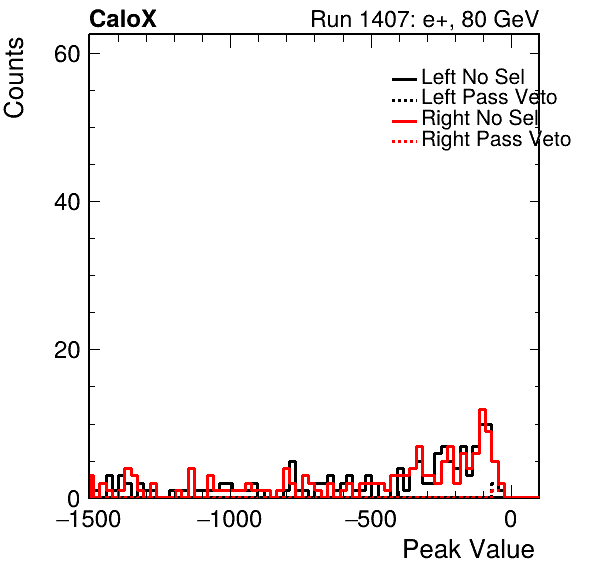 CaloX Run 1407: e+, 80 GeV
Counts
60
40
20
0
Left No Sel
Left Pass Veto
Right No Sel
Right Pass Veto
−1500 −1000 −500 0
Peak Value